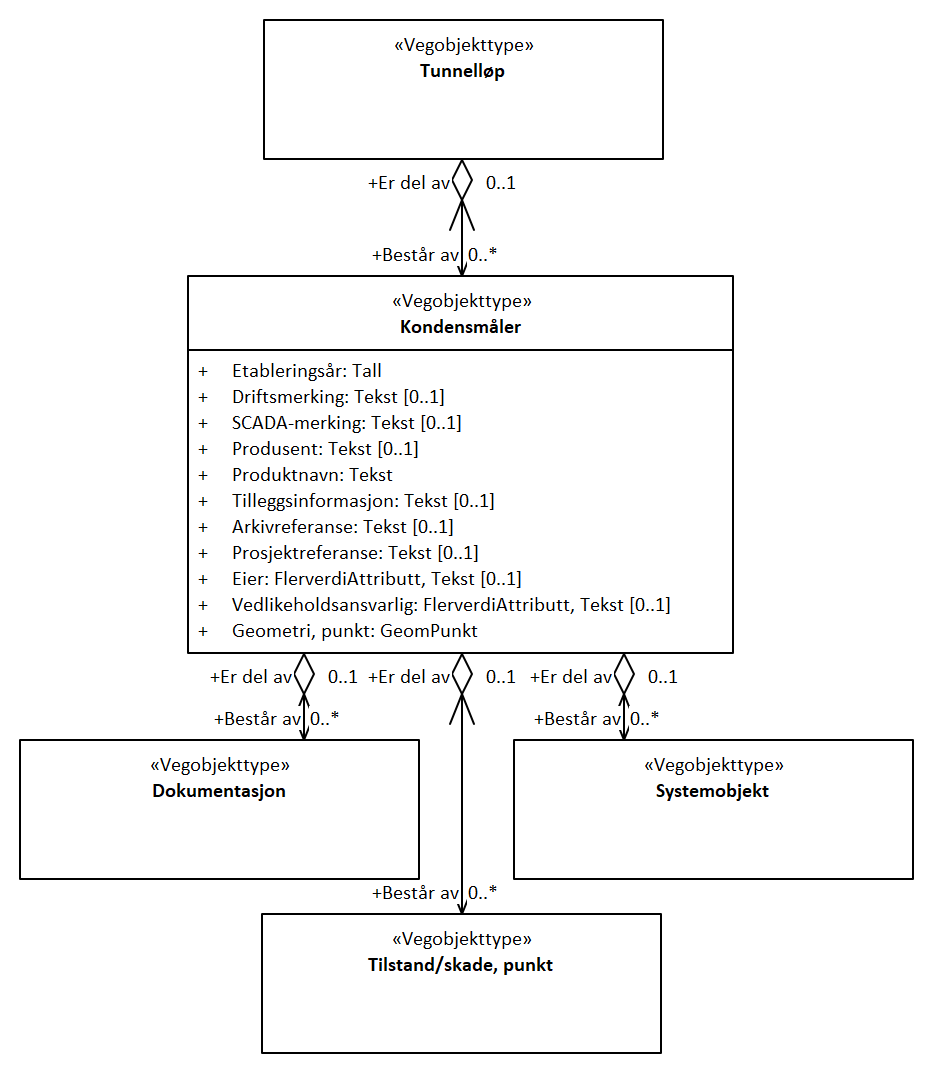 «Vegobjekttype»
Tunnelløp
+Er del av 0..1
+Består av 0..*
«Vegobjekttype»
Kondensmåler
+ Etableringsår: Tall
+ Driftsmerking: Tekst [0..1]
+ SCADA-merking: Tekst [0..1]
+ Produsent: Tekst [0..1]
+ Produktnavn: Tekst
+ Tilleggsinformasjon: Tekst [0..1]
+ Arkivreferanse: Tekst [0..1]
+ Prosjektreferanse: Tekst [0..1]
+ Eier: FlerverdiAttributt, Tekst [0..1]
+ Vedlikeholdsansvarlig: FlerverdiAttributt, Tekst [0..1]
+ Geometri, punkt: GeomPunkt
+Er del av 0..1 +Er del av 0..1 +Er del av 0..1
+Består av 0..* +Består av 0..*
«Vegobjekttype» «Vegobjekttype»
Dokumentasjon Systemobjekt
+Består av 0..*
«Vegobjekttype»
Tilstand/skade, punkt